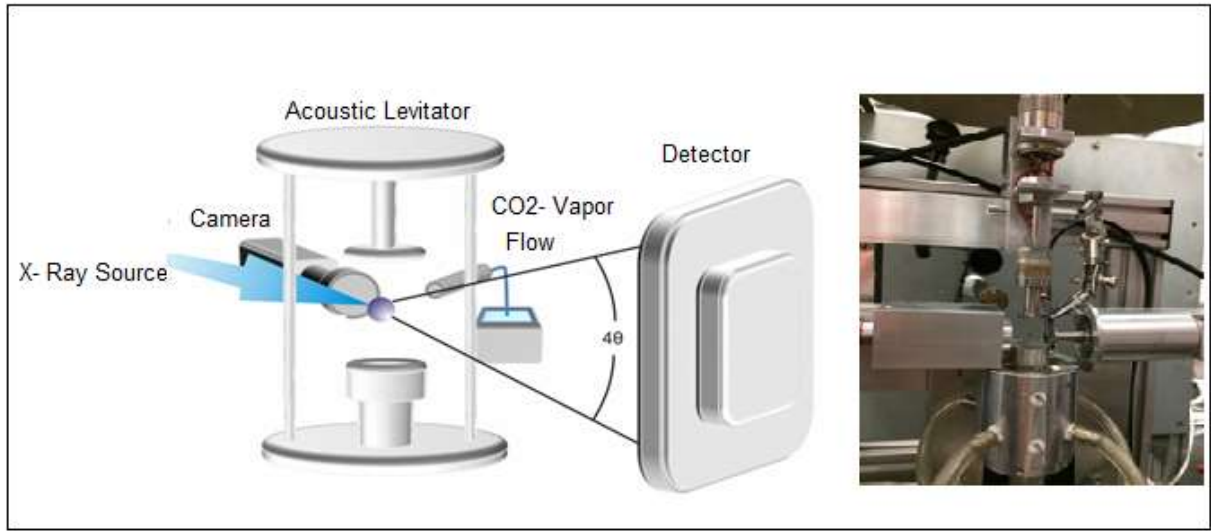 Acoustic Levitator
Detector
Camera
CO2- Vapor
Flow
X- Ray Source
4θ